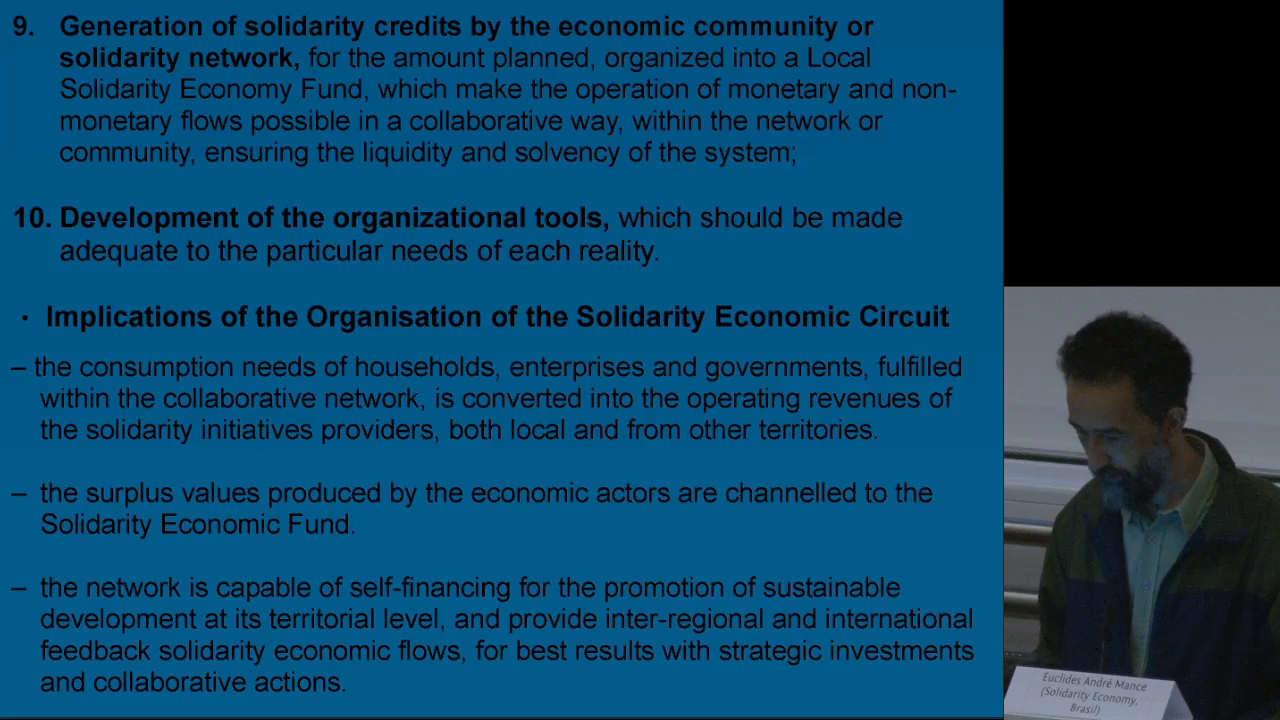 9. Generation of solidarity credits by the economic community or
solidarity network, for the amount planned, organized into a Local
Solidarity Economy Fund, which make the operation of monetary and non-
monetary flows possible in a collaborative way, within the network or
community, ensuring the liquidity and solvency of the system;
10. Development of the organizational tools, which should be made
adequate to the particular needs of each reality.
· Implications of the Organisation of the Solidarity Economic Circuit
– the consumption needs of households, enterprises and governments, fulfilled
within the collaborative network, is converted into the operating revenues of
the solidarity initiatives providers, both local and from other territories.
– the surplus values produced by the economic actors are channelled to the
Solidarity Economic Fund.
– the network is capable of self-financing for the promotion of sustainable
development at its territorial level, and provide inter-regional and international
feedback solidarity economic flows, for best results with strategic investments
and collaborative actions.
Euclides André Mance
(Solidarity Economy,
Brasil)